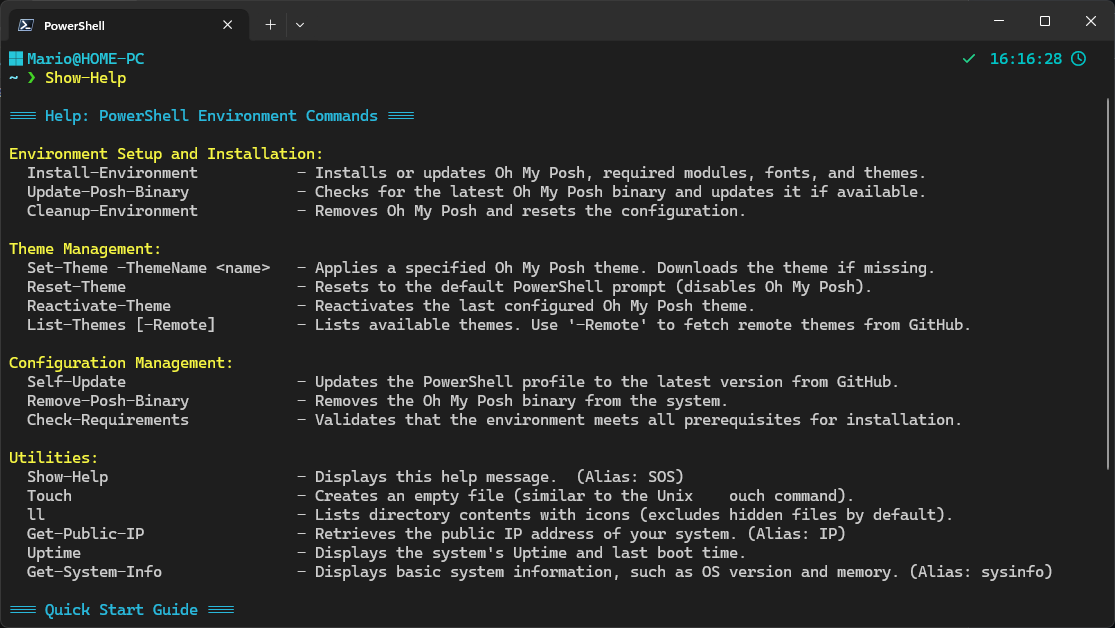 PowerShell
Mario@HOME-PC ✓ 16:16:28
~ ❯ Show-Help
═══ Help: PowerShell Environment Commands ═══
Environment Setup and Installation:
Install-Environment - Installs or updates Oh My Posh, required modules, fonts, and themes.
Update-Posh-Binary - Checks for the latest Oh My Posh binary and updates it if available.
Cleanup-Environment - Removes Oh My Posh and resets the configuration.
Theme Management:
Set-Theme -ThemeName <name> - Applies a specified Oh My Posh theme. Downloads the theme if missing.
Reset-Theme - Resets to the default PowerShell prompt (disables Oh My Posh).
Reactivate-Theme - Reactivates the last configured Oh My Posh theme.
List-Themes [-Remote] - Lists available themes. Use '-Remote' to fetch remote themes from GitHub.
Configuration Management:
Self-Update - Updates the PowerShell profile to the latest version from GitHub.
Remove-Posh-Binary - Removes the Oh My Posh binary from the system.
Check-Requirements - Validates that the environment meets all prerequisites for installation.
Utilities:
Show-Help - Displays this help message.  (Alias: SOS)
Touch - Creates an empty file (similar to the Unix    ouch command).
ll - Lists directory contents with icons (excludes hidden files by default).
Get-Public-IP - Retrieves the public IP address of your system. (Alias: IP)
Uptime - Displays the system's Uptime and last boot time.
Get-System-Info - Displays basic system information, such as OS version and memory. (Alias: sysinfo)
═══ Quick Start Guide ═══